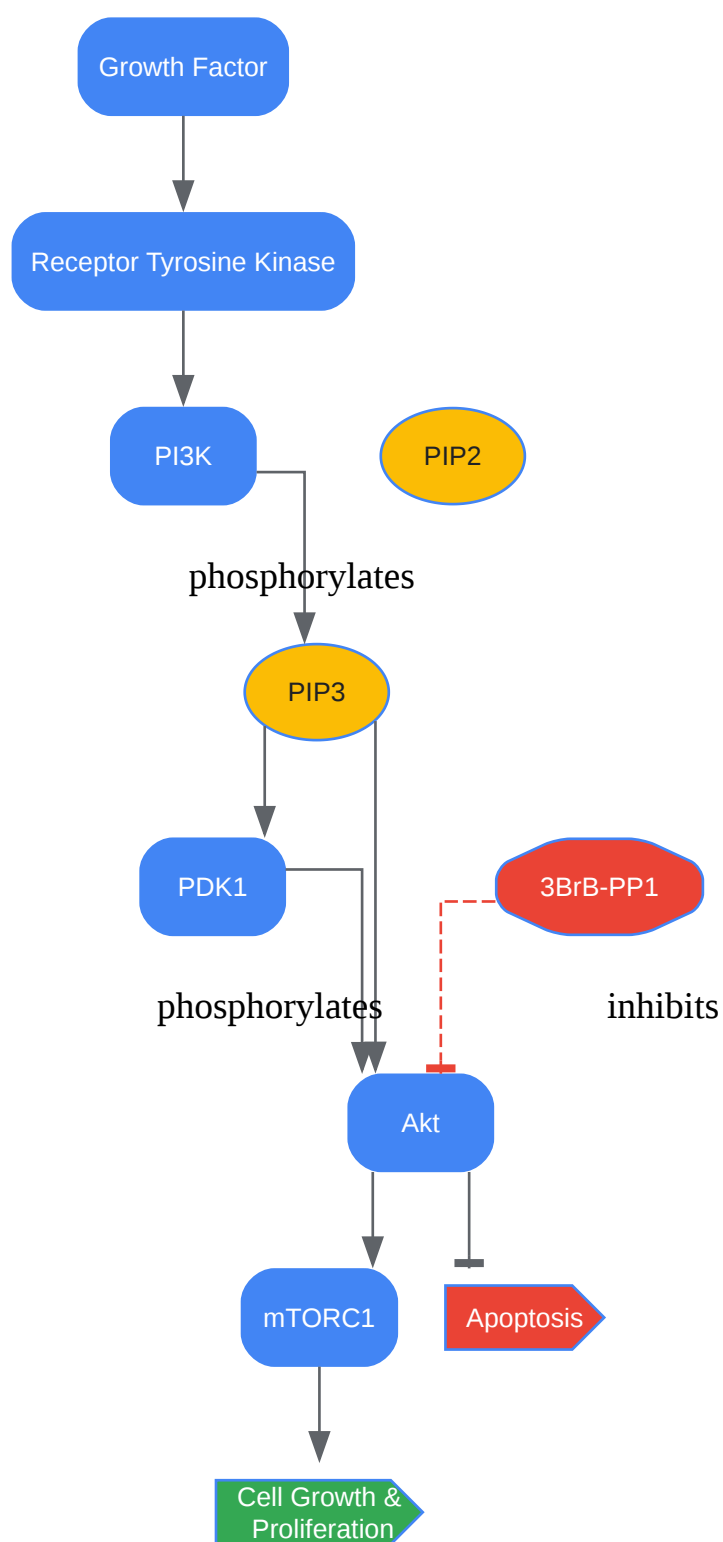 Growth Factor
Receptor Tyrosine Kinase
PI3K
PIP2
phosphorylates
PIP3
PDK1
3BrB-PP1
phosphorylates
inhibits
Akt
mTORC1
Apoptosis
Cell Growth &
Proliferation